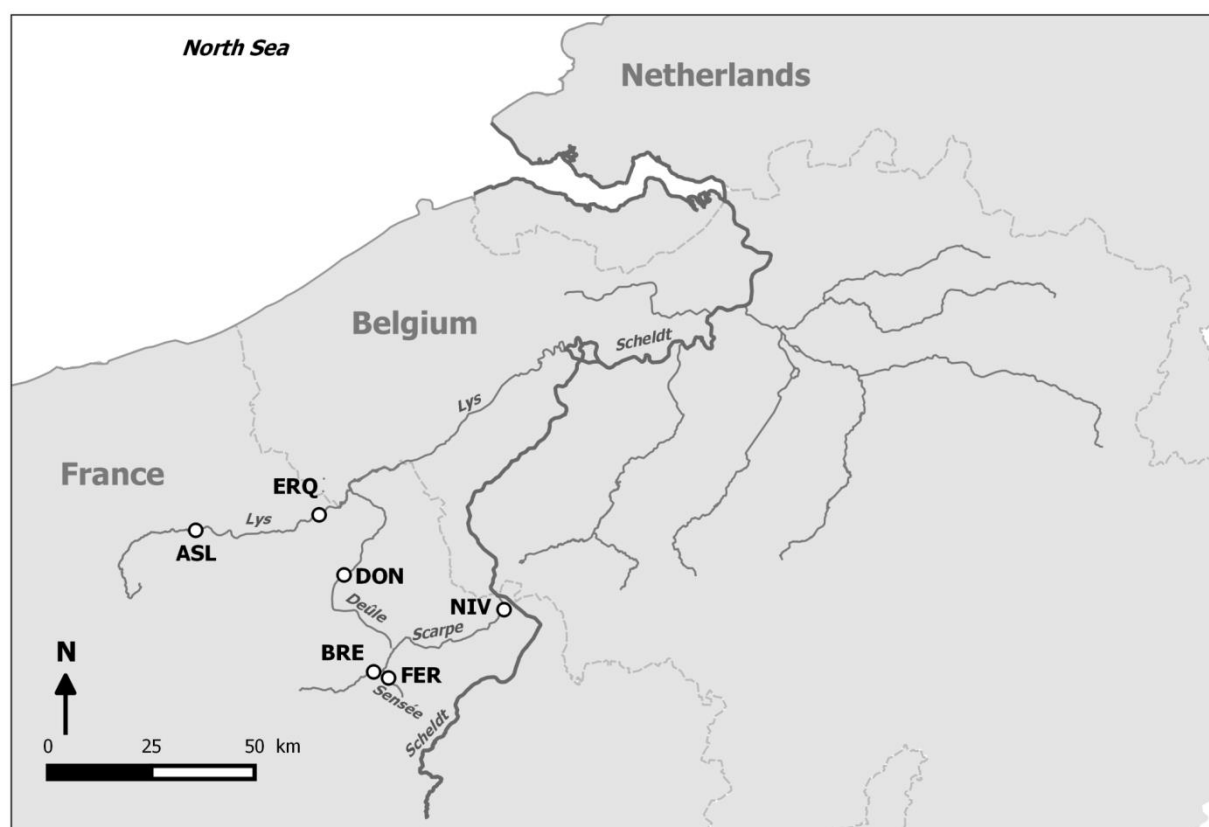 North Sea
Netherlands
Belgium
Scheldt
Lys
France
ERQ
Lys
ASL
DON
Deûle
NIV
Scarpe
BRE
FER
Sensée
Scheldt
N
0 25 50 km